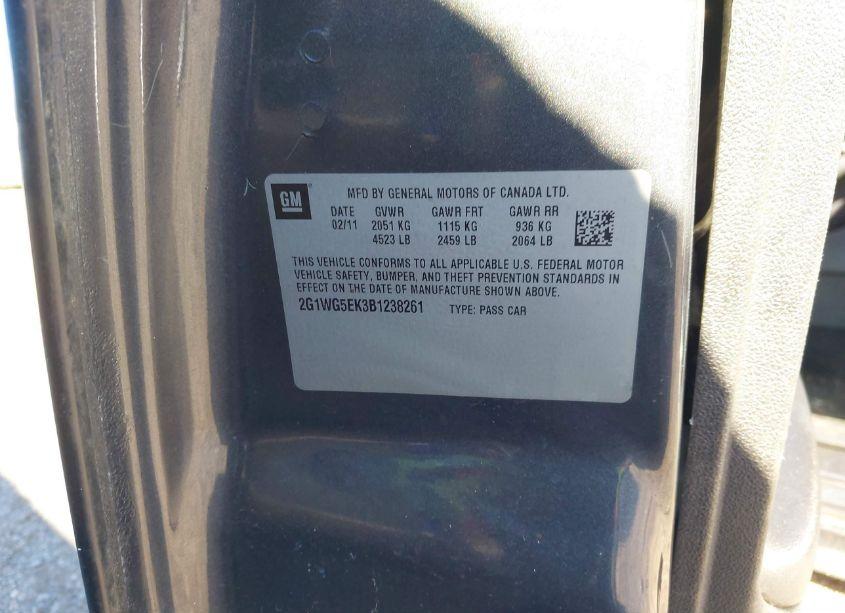 GM
MFD BY GENERAL MOTORS OF CANADA LTD.
DATE GVWR GAWR FRT GAWR RR
02/11 2051 KG 1115 KG 936 KG
4523 LB 2459 LB 2064 LB
THIS VEHICLE CONFORMS TO ALL APPLICABLE U.S. FEDERAL MOTOR
VEHICLE SAFETY, BUMPER, AND THEFT PREVENTION STANDARDS IN
EFFECT ON THE DATE OF MANUFACTURE SHOWN ABOVE.
2G1WG5EK3B1238261 TYPE: PASS CAR